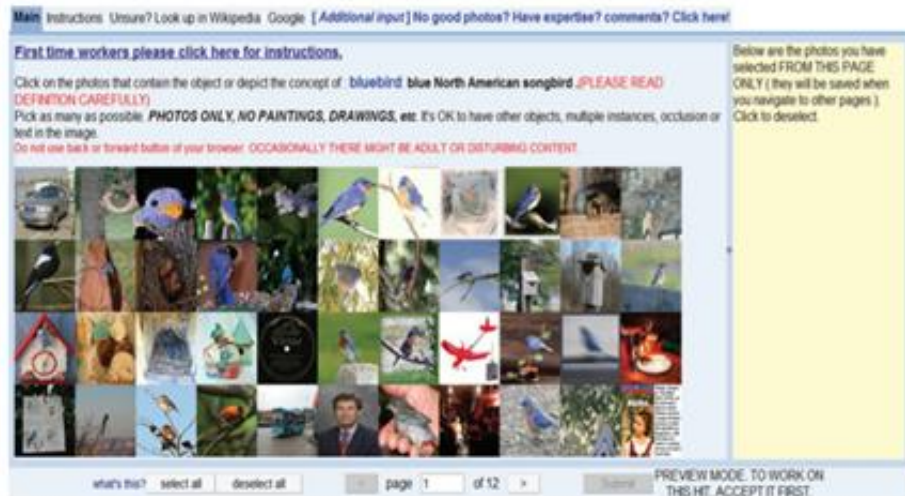 Main Instructions Unsure? Look up in Wikipedia Google [ Additional input ] No good photos? Have expertise? comments? Click here!
First time workers please click here for instructions.
Click on the photos that contain the object or depict the concept of : bluebird: blue North American songbird .(PLEASE READ
DEFINITION CAREFULLY)
Pick as many as possible. PHOTOS ONLY, NO PAINTINGS, DRAWINGS, etc. It's OK to have other objects, multiple instances, occlusion or
text in the image.
Do not use back or forward button of your browser. OCCASIONALLY THERE MIGHT BE ADULT OR DISTURBING CONTENT.
Below are the photos you have
selected FROM THIS PAGE
ONLY ( they will be saved when
you navigate to other pages ).
Click to deselect.
what's this? select all deselect all < page 1 of 12 > Submit
PREVIEW MODE. TO WORK ON
THIS HIT, ACCEPT IT FIRST.